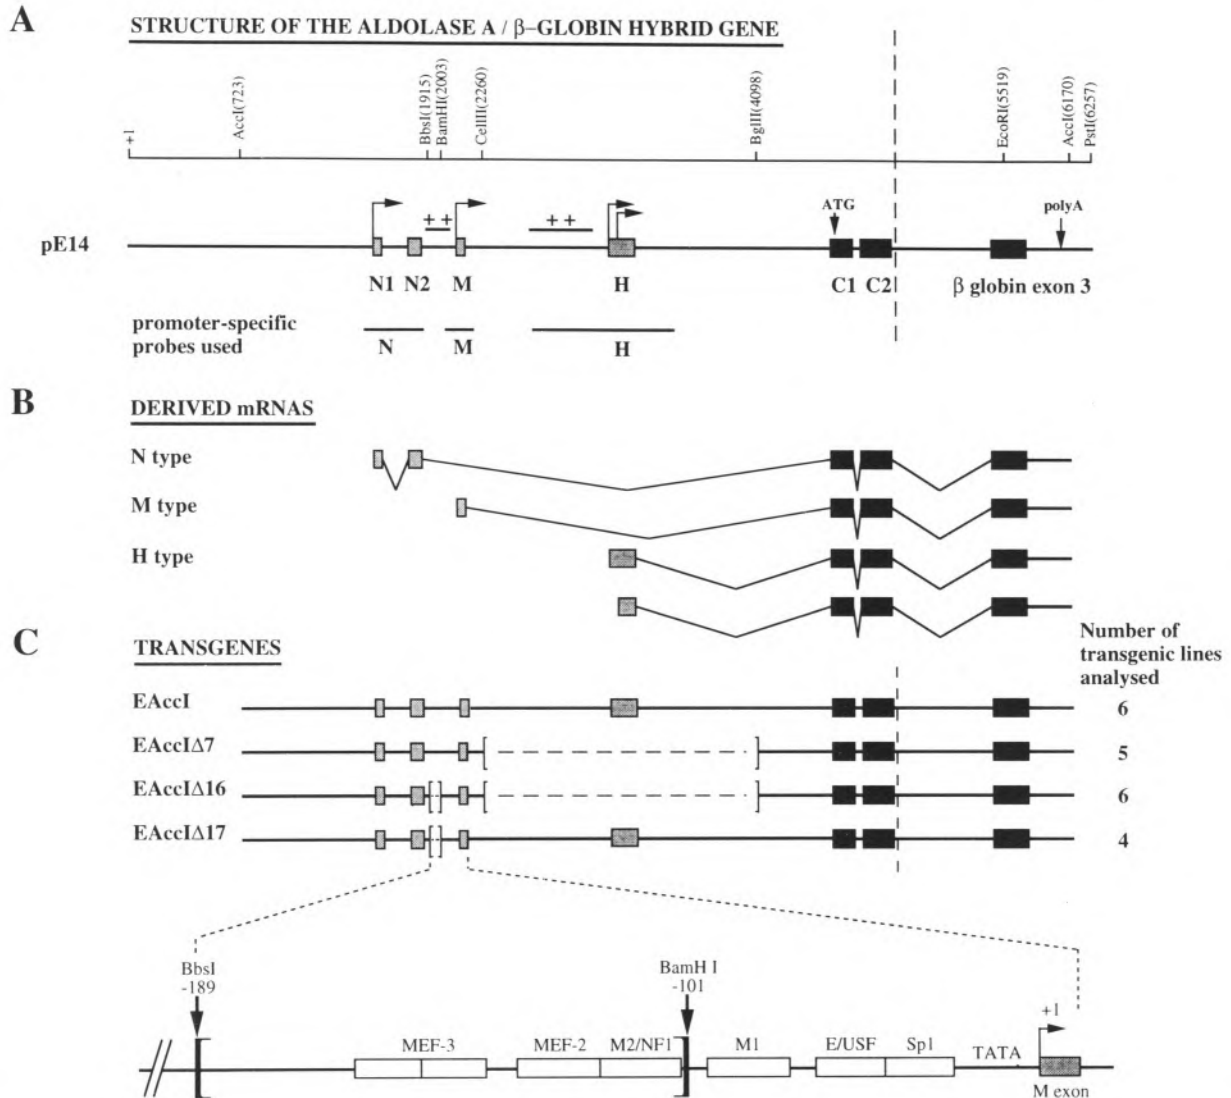 A
STRUCTURE OF THE ALDOLASE A / β–GLOBIN HYBRID GENE
+1
AccI(723)
BbsI(1915)
BamHI(2003)
CelIII(2260)
BglII(4098)
EcoRI(5519)
AccI(6170)
PstI(6257)
pE14
+ +
+ +
ATG
polyA
N1 N2 M H C1 C2 β globin exon 3
promoter-specific
probes used
N M H
B
DERIVED mRNAS
N type
M type
H type
C
TRANSGENES
Number of
transgenic lines
analysed
EAccI 6
EAccIΔ7 5
EAccIΔ16 6
EAccIΔ17 4
BbsI
-189
BamH I
-101
+1
MEF-3 MEF-2 M2/NF1 M1 E/USF Sp1 TATA
M exon